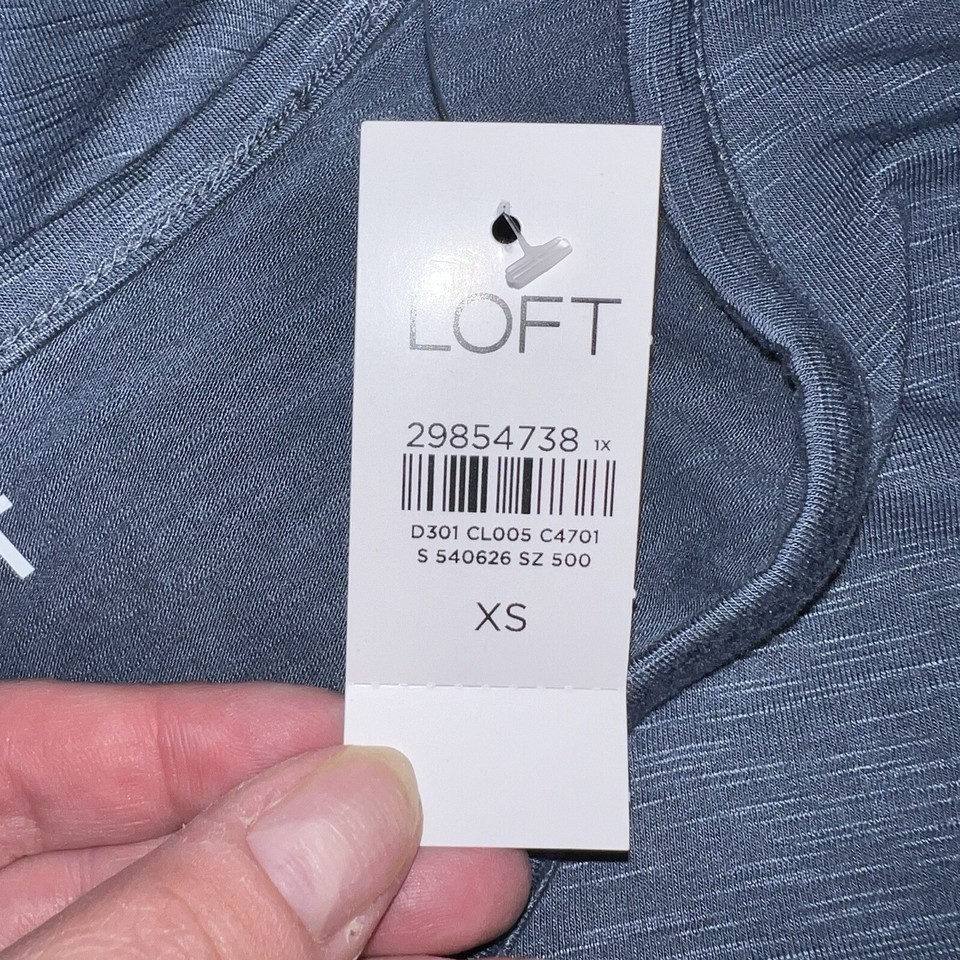 LOFT
29854738 1X
D301 CL005 C4701
S 540626 SZ 500
XS